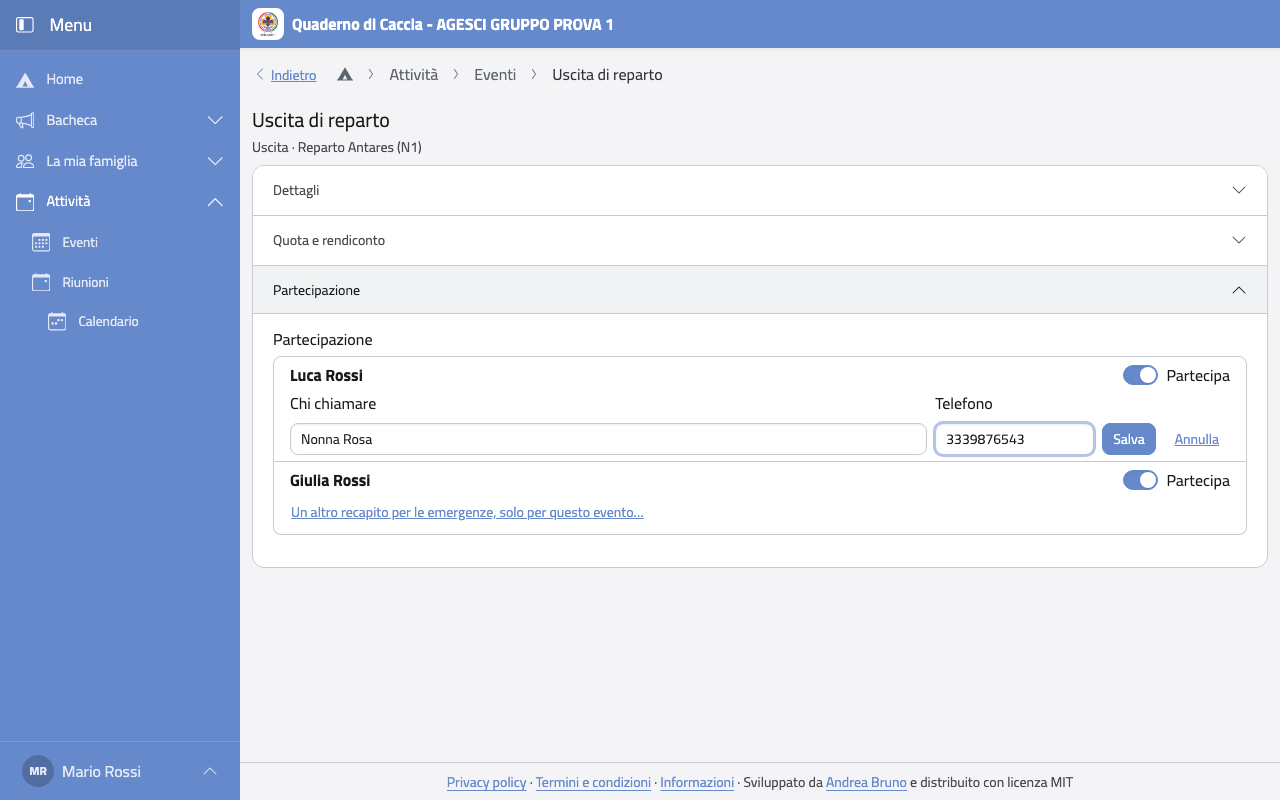 Menu
Quaderno di Caccia - AGESCI GRUPPO PROVA 1
Home
Bacheca
La mia famiglia
Attività
Eventi
Riunioni
Calendario
MR Mario Rossi
Indietro Attività Eventi Uscita di reparto
Uscita di reparto
Uscita · Reparto Antares (N1)
Dettagli
Quota e rendiconto
Partecipazione
Partecipazione
Luca Rossi Partecipa
Chi chiamare Telefono
Nonna Rosa 3339876543 Salva Annulla
Giulia Rossi Partecipa
Un altro recapito per le emergenze, solo per questo evento...
Privacy policy · Termini e condizioni · Informazioni · Sviluppato da Andrea Bruno e distribuito con licenza MIT